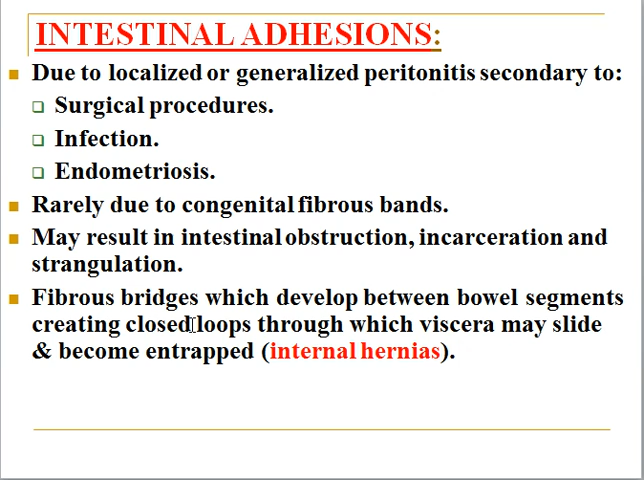 INTESTINAL ADHESIONS:
Due to localized or generalized peritonitis secondary to:
Surgical procedures.
Infection.
Endometriosis.
Rarely due to congenital fibrous bands.
May result in intestinal obstruction, incarceration and
strangulation.
Fibrous bridges which develop between bowel segments
creating closed loops through which viscera may slide
& become entrapped (internal hernias).